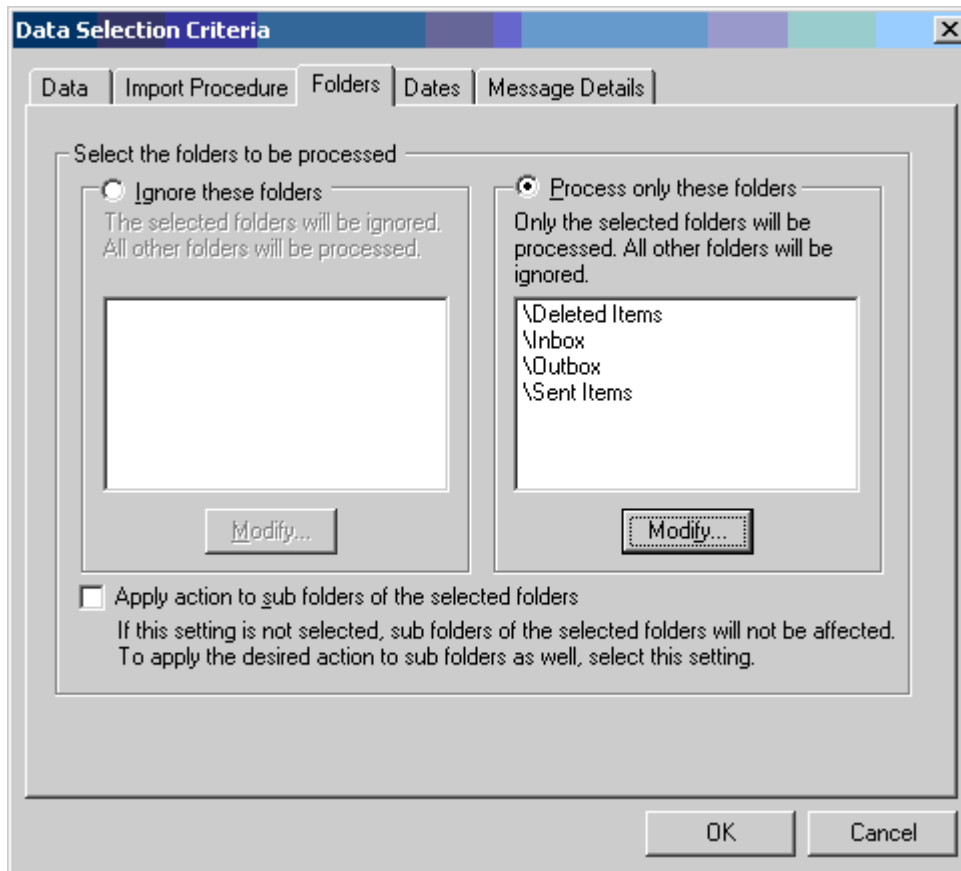 Data Selection Criteria
Data
Import Procedure
Folders
Dates
Message Details
Select the folders to be processed
Ignore these folders
The selected folders will be ignored.
All other folders will be processed.
Modify...
Process only these folders
Only the selected folders will be
processed. All other folders will be
ignored.
\Deleted Items
\Inbox
\Outbox
\Sent Items
Modify...
Apply action to sub folders of the selected folders
If this setting is not selected, sub folders of the selected folders will not be affected.
To apply the desired action to sub folders as well, select this setting.
OK
Cancel